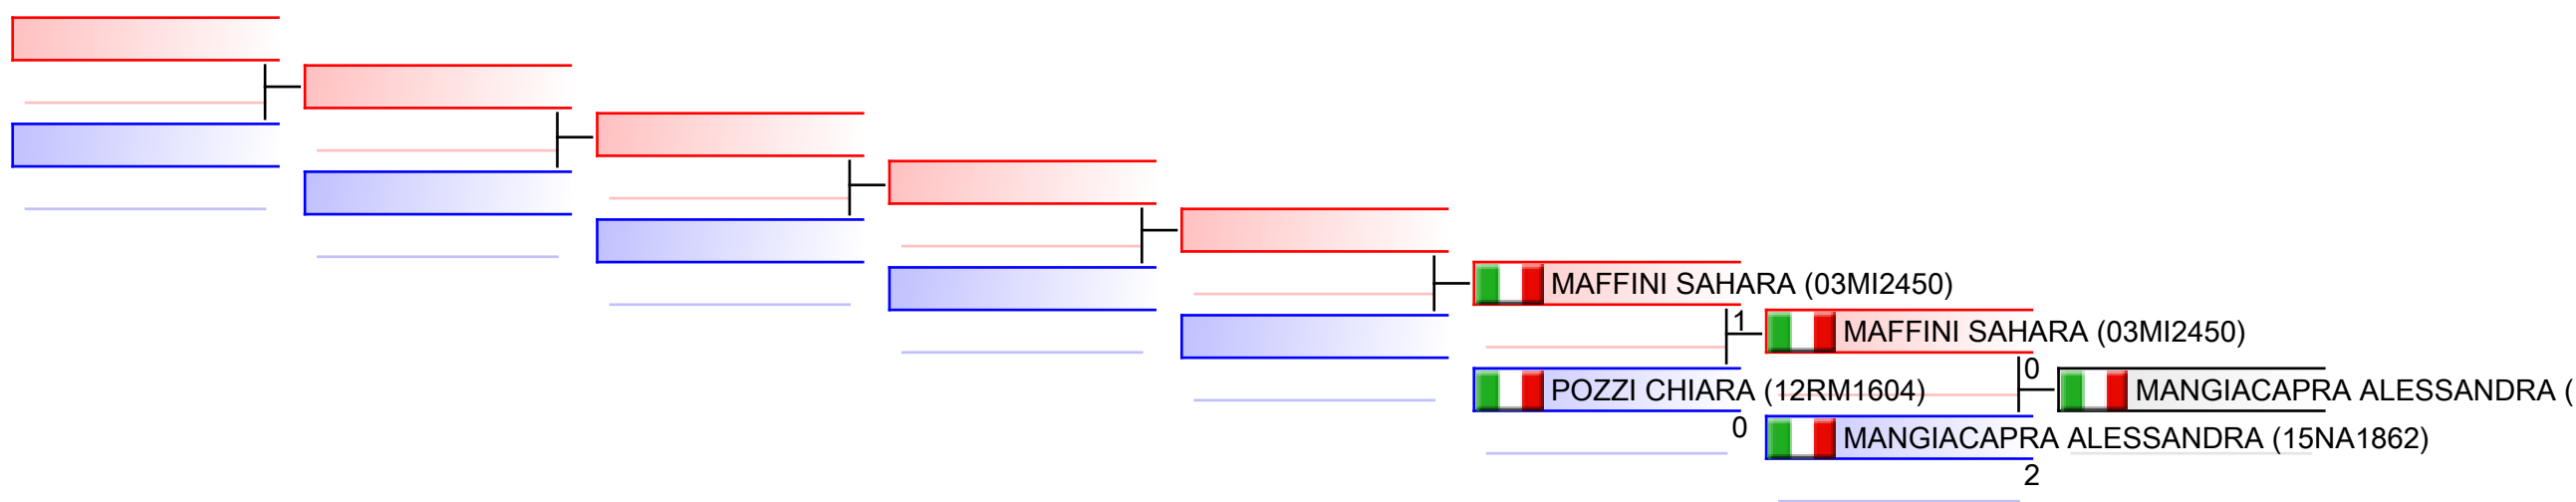 MAFFINI SAHARA (03MI2450)
1
MAFFINI SAHARA (03MI2450)
POZZI CHIARA (12RM1604)
0
0
MANGIACAPRA ALESSANDRA (
MANGIACAPRA ALESSANDRA (15NA1862)
2